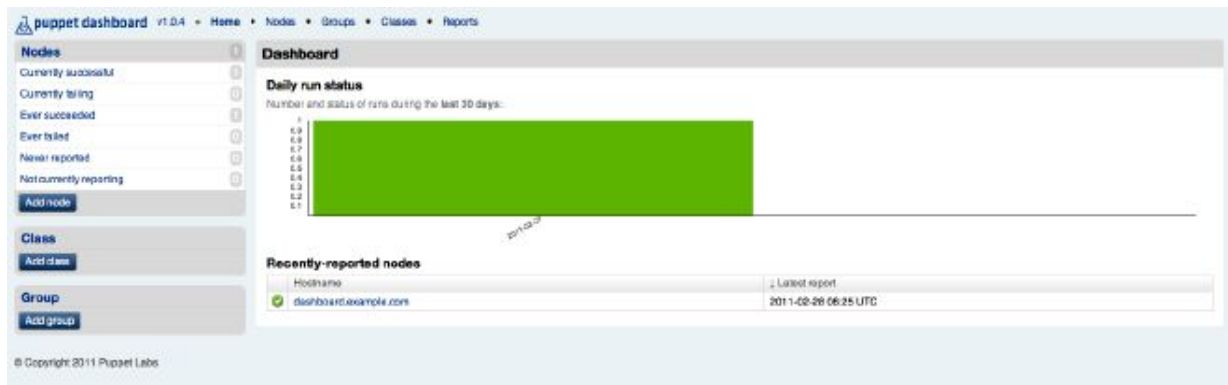 puppet dashboard v1.0.4 • Home • Nodes • Groups • Classes • Reports
Nodes
Currently successful
Currently failing
Ever succeeded
Ever failed
Never reported
Not currently reporting
Add node
Class
Add class
Group
Add group
Dashboard
Daily run status
Number and status of runs during the last 30 days:
1
0.9
0.8
0.7
0.6
0.5
0.4
0.3
0.2
0.1
Recently-reported nodes
Hostname ↓ Latest report
dashboard.example.com 2011-02-28 06:25 UTC
© Copyright 2011 Puppet Labs